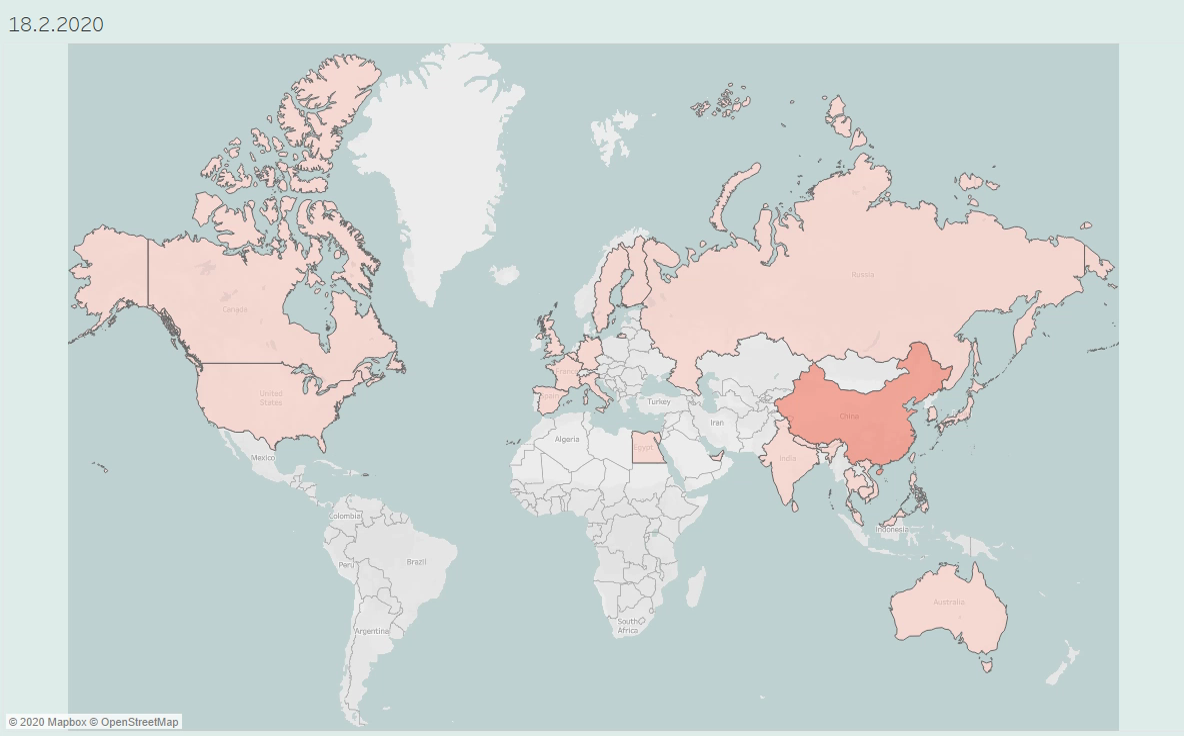 18.2.2020
Canada
Russia
United
States
France
Spain
Turkey
China
Iran
Algeria
Egypt
Mexico
India
Colombia
Indonesia
Peru
Brazil
Australia
South
Africa
Argentina
© 2020 Mapbox © OpenStreetMap